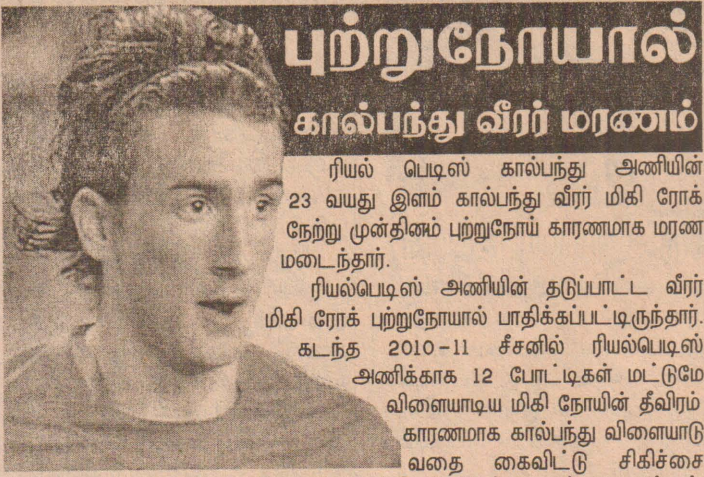 புற்றுநோயால்
கால்பந்து வீரர் மரணம்
ரியல் பெடிஸ் கால்பந்து அணியின்
23 வயது இளம் கால்பந்து வீரர் மிகி ரோக்
நேற்று முன்தினம் புற்றுநோய் காரணமாக மரண
மடைந்தார்.
ரியல்பெடிஸ் அணியின் தடுப்பாட்ட வீரர்
மிகி ரோக் புற்றுநோயால் பாதிக்கப்பட்டிருந்தார்.
கடந்த 2010-11 சீசனில் ரியல்பெடிஸ்
அணிக்காக 12 போட்டிகள் மட்டுமே
விளையாடிய மிகி நோயின் தீவிரம்
காரணமாக கால்பந்து விளையாடு
வதை கைவிட்டு சிகிச்சை